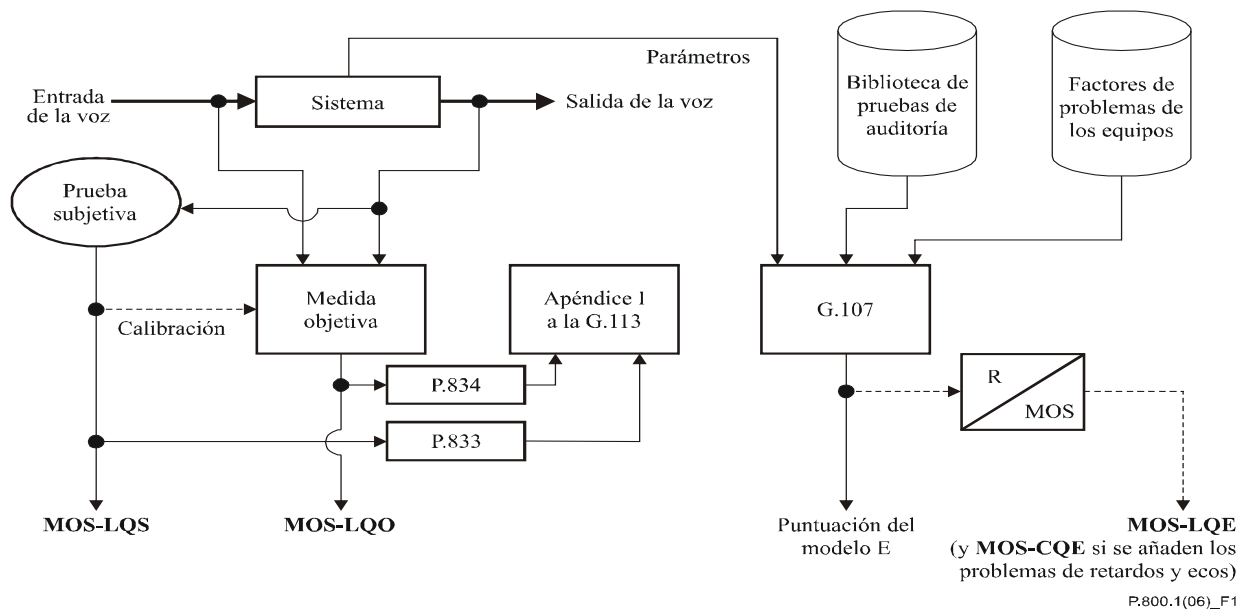 Parámetros
Entrada
de la voz
Sistema
Salida de la voz
Biblioteca de
pruebas de
auditoría
Factores de
problemas de
los equipos
Prueba
subjetiva
Calibración
Medida
objetiva
Apéndice I
a la G.113
G.107
P.834
P.833
R
MOS
MOS-LQS
MOS-LQO
Puntuación del
modelo E
MOS-LQE
(y MOS-CQE si se añaden los
problemas de retardos y ecos)
P.800.1(06)_F1